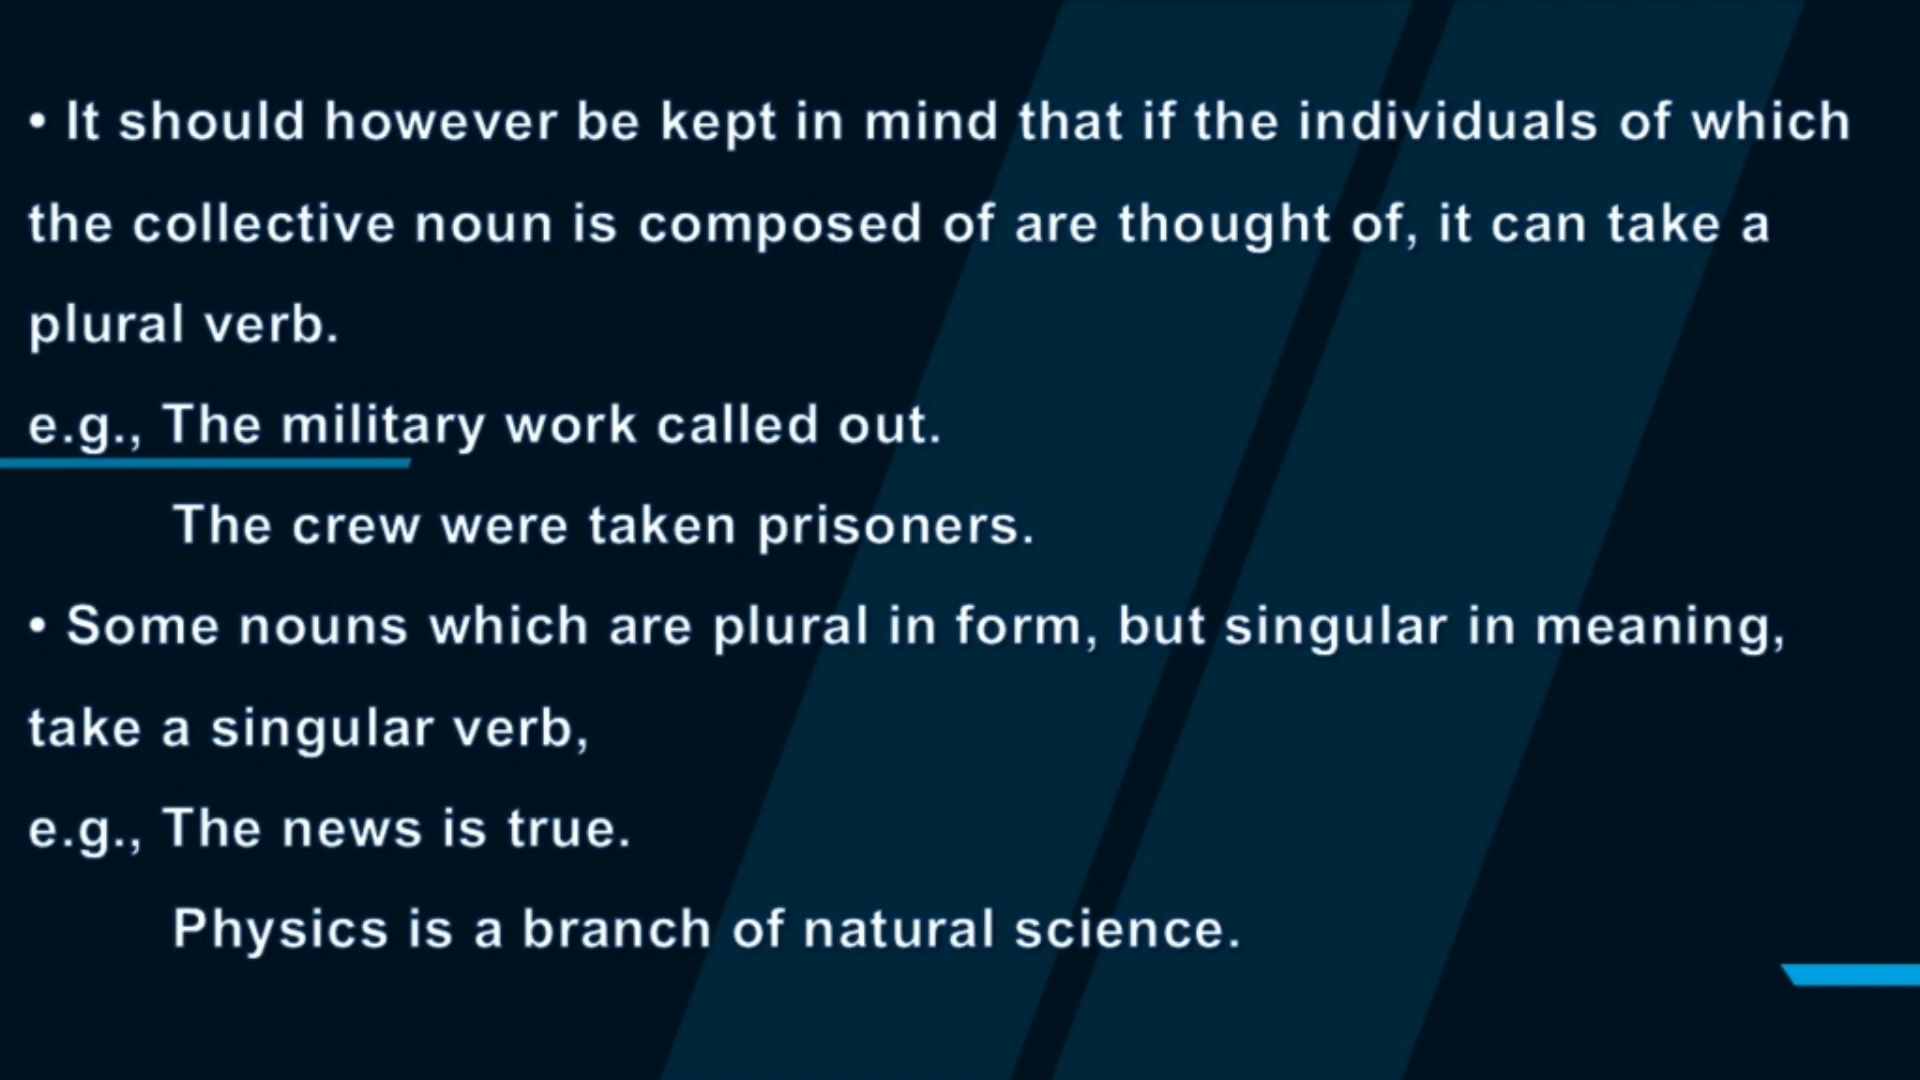 • It should however be kept in mind that if the individuals of which
the collective noun is composed of are thought of, it can take a
plural verb.
e.g., The military work called out.
The crew were taken prisoners.
• Some nouns which are plural in form, but singular in meaning,
take a singular verb,
e.g., The news is true.
Physics is a branch of natural science.